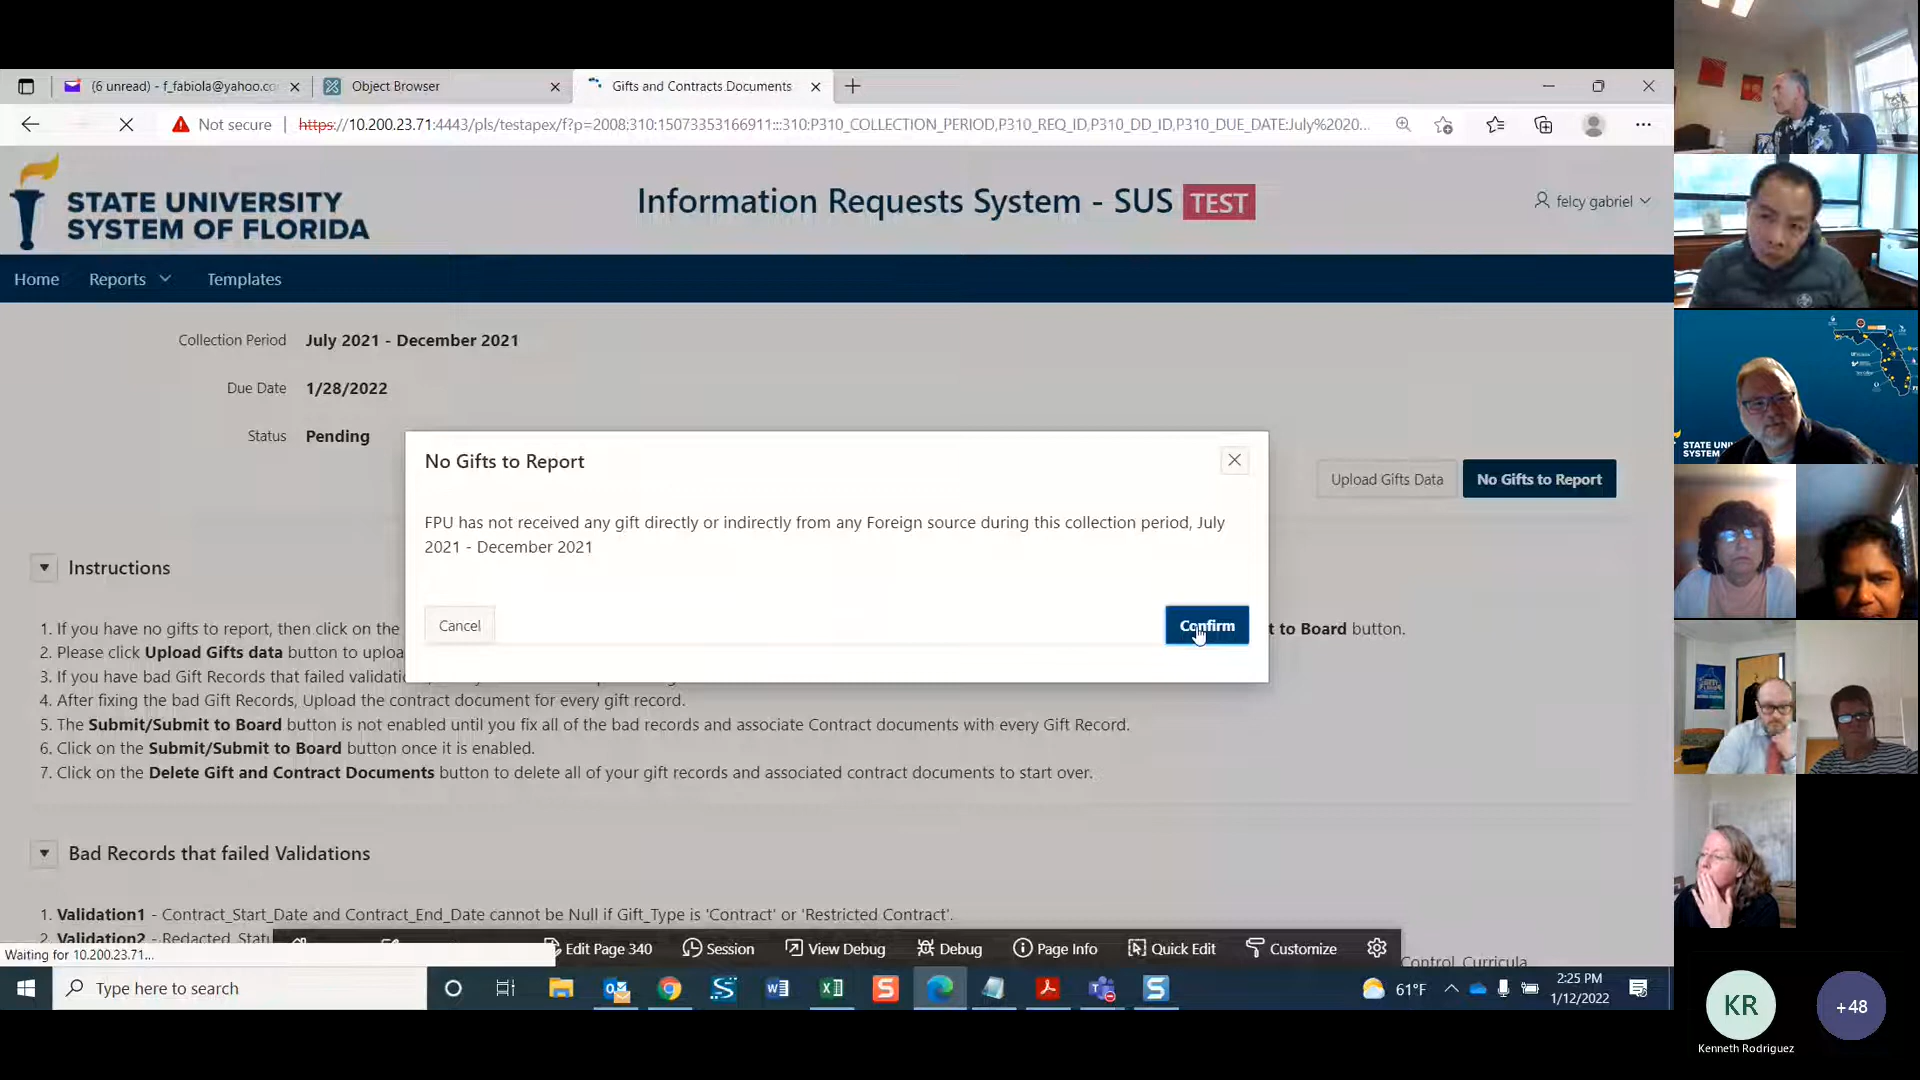 (6 unread) - f_fabiola@yahoo.co
Object Browser
Gifts and Contracts Documents
Not secure
https://10.200.23.71:4443/pls/testapex/f?p=2008:310:15073353166911:::310:P310_COLLECTION_PERIOD,P310_REQ_ID,P310_DD_ID,P310_DUE_DATE:July%2020...
STATE UNIVERSITY
SYSTEM OF FLORIDA
Information Requests System - SUS TEST
felcy gabriel
Home Reports Templates
Collection Period July 2021 - December 2021
Due Date 1/28/2022
Status Pending
Upload Gifts Data No Gifts to Report
No Gifts to Report
FPU has not received any gift directly or indirectly from any Foreign source during this collection period, July
2021 - December 2021
Cancel Confirm
Instructions
1. If you have no gifts to report, then click on the t to Board button.
2. Please click Upload Gifts data button to uploa
3. If you have bad Gift Records that failed validatio
4. After fixing the bad Gift Records, Upload the contract document for every gift record.
5. The Submit/Submit to Board button is not enabled until you fix all of the bad records and associate Contract documents with every Gift Record.
6. Click on the Submit/Submit to Board button once it is enabled.
7. Click on the Delete Gift and Contract Documents button to delete all of your gift records and associated contract documents to start over.
Bad Records that failed Validations
1. Validation1 - Contract_Start_Date and Contract_End_Date cannot be Null if Gift_Type is 'Contract' or 'Restricted Contract'.
2. Validation2 - Redacted_Statu
Control, Curricula
Waiting for 10.200.23.71...
Edit Page 340 Session View Debug Debug Page Info Quick Edit Customize
Type here to search
61°F
2:25 PM
1/12/2022
STATE UNI
SYSTEM
KR
Kenneth Rodriguez
+48